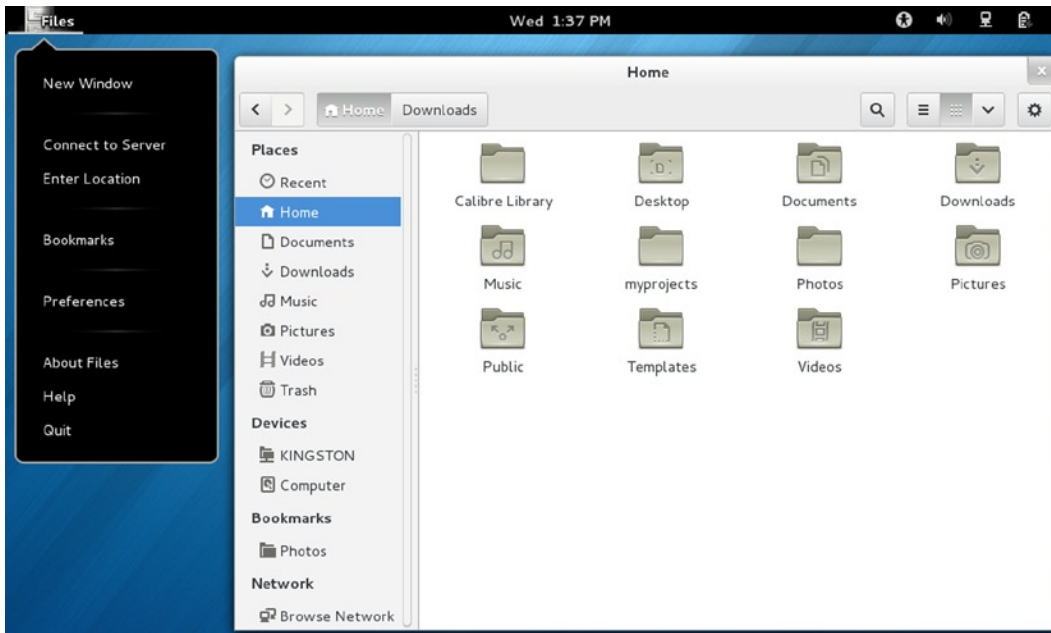 Files
Wed 1:37 PM
New Window
Connect to Server
Enter Location
Bookmarks
Preferences
About Files
Help
Quit
Home
Home Downloads
Places
Recent
Home
Documents
Downloads
Music
Pictures
Videos
Trash
Devices
KINGSTON
Computer
Bookmarks
Photos
Network
Browse Network
Calibre Library Desktop Documents Downloads
Music myprojects Photos Pictures
Public Templates Videos